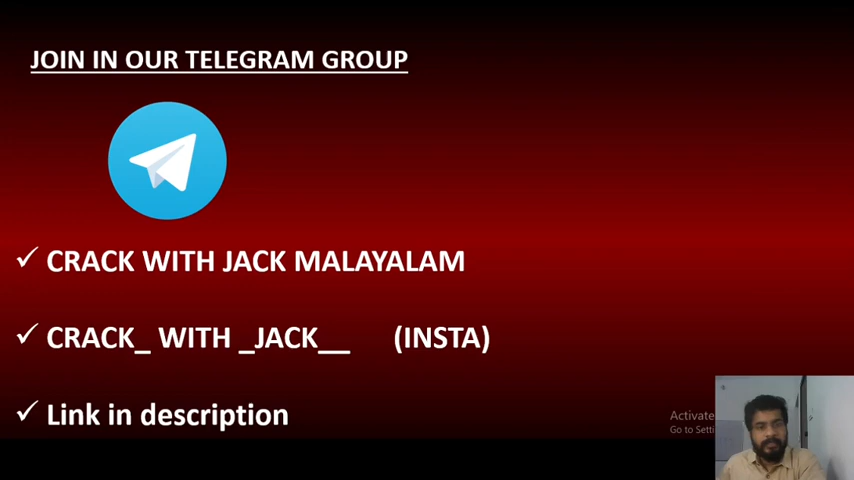 JOIN IN OUR TELEGRAM GROUP
✓ CRACK WITH JACK MALAYALAM
✓ CRACK_ WITH _JACK__ (INSTA)
✓ Link in description
Activate
Go to Setti